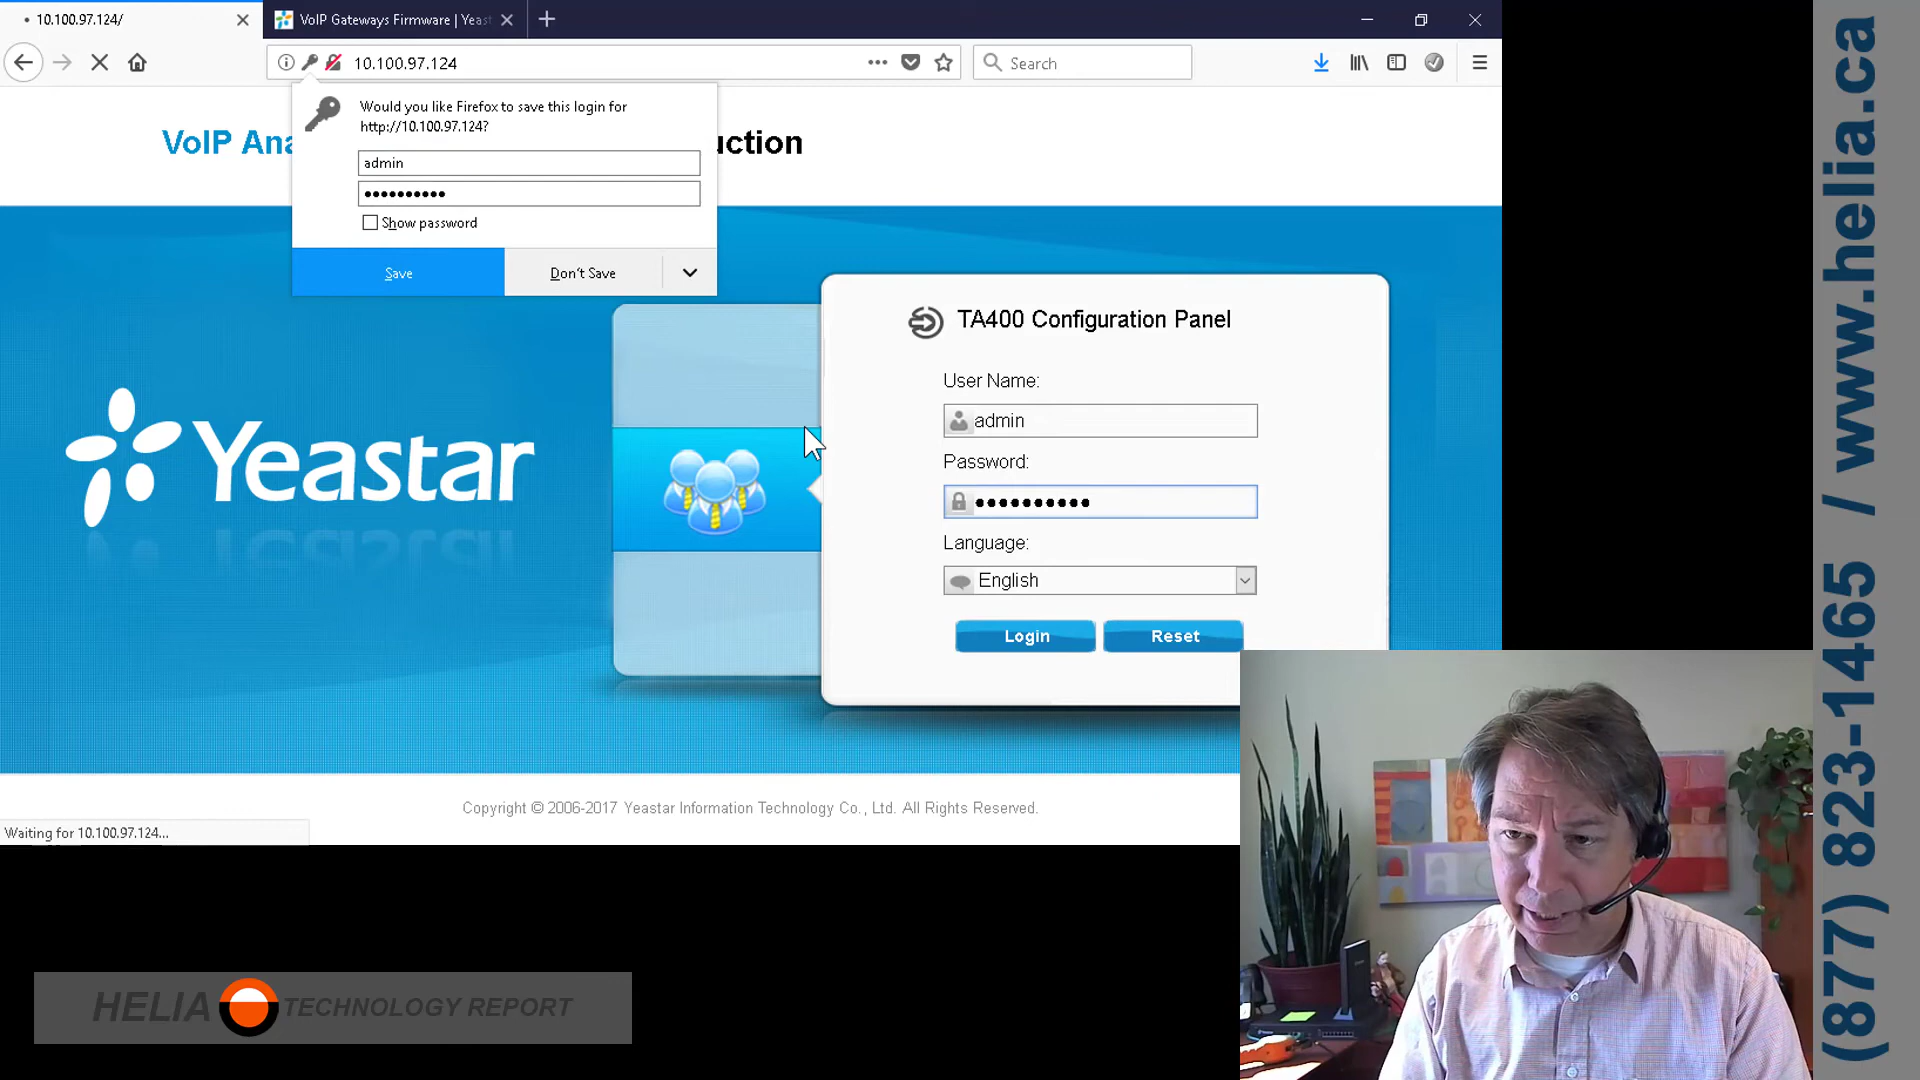 10.100.97.124/
VoIP Gateways Firmware | Yeast
10.100.97.124
Search
Would you like Firefox to save this login for
http://10.100.97.124?
admin
Show password
Save
Don't Save
VoIP Ana
uction
Yeastar
TA400 Configuration Panel
User Name:
admin
Password:
Language:
English
Login
Reset
Copyright © 2006-2017 Yeastar Information Technology Co., Ltd. All Rights Reserved.
Waiting for 10.100.97.124...
HELIA TECHNOLOGY REPORT
(877) 823-1465 / www.helia.ca